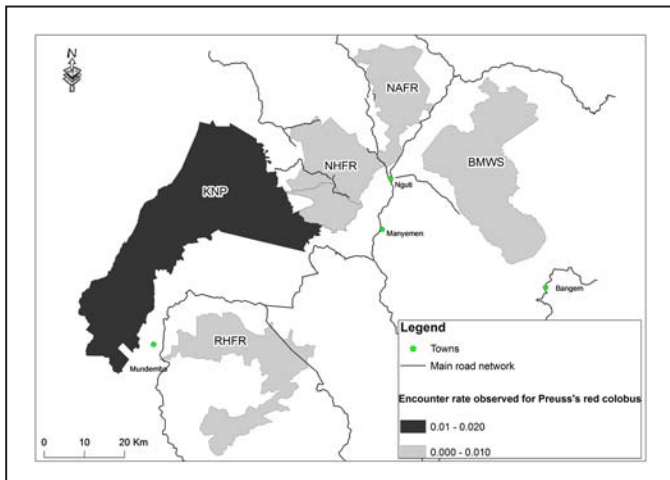 N
NAFR
NHFR
BMWS
KNP
Nguti
Manyemen
Bangem
Legend
Towns
Main road network
RHFR
Mundemba
Encounter rate observed for Preuss's red colobus
0.01 - 0.020
0.000 - 0.010
0 10 20 Km